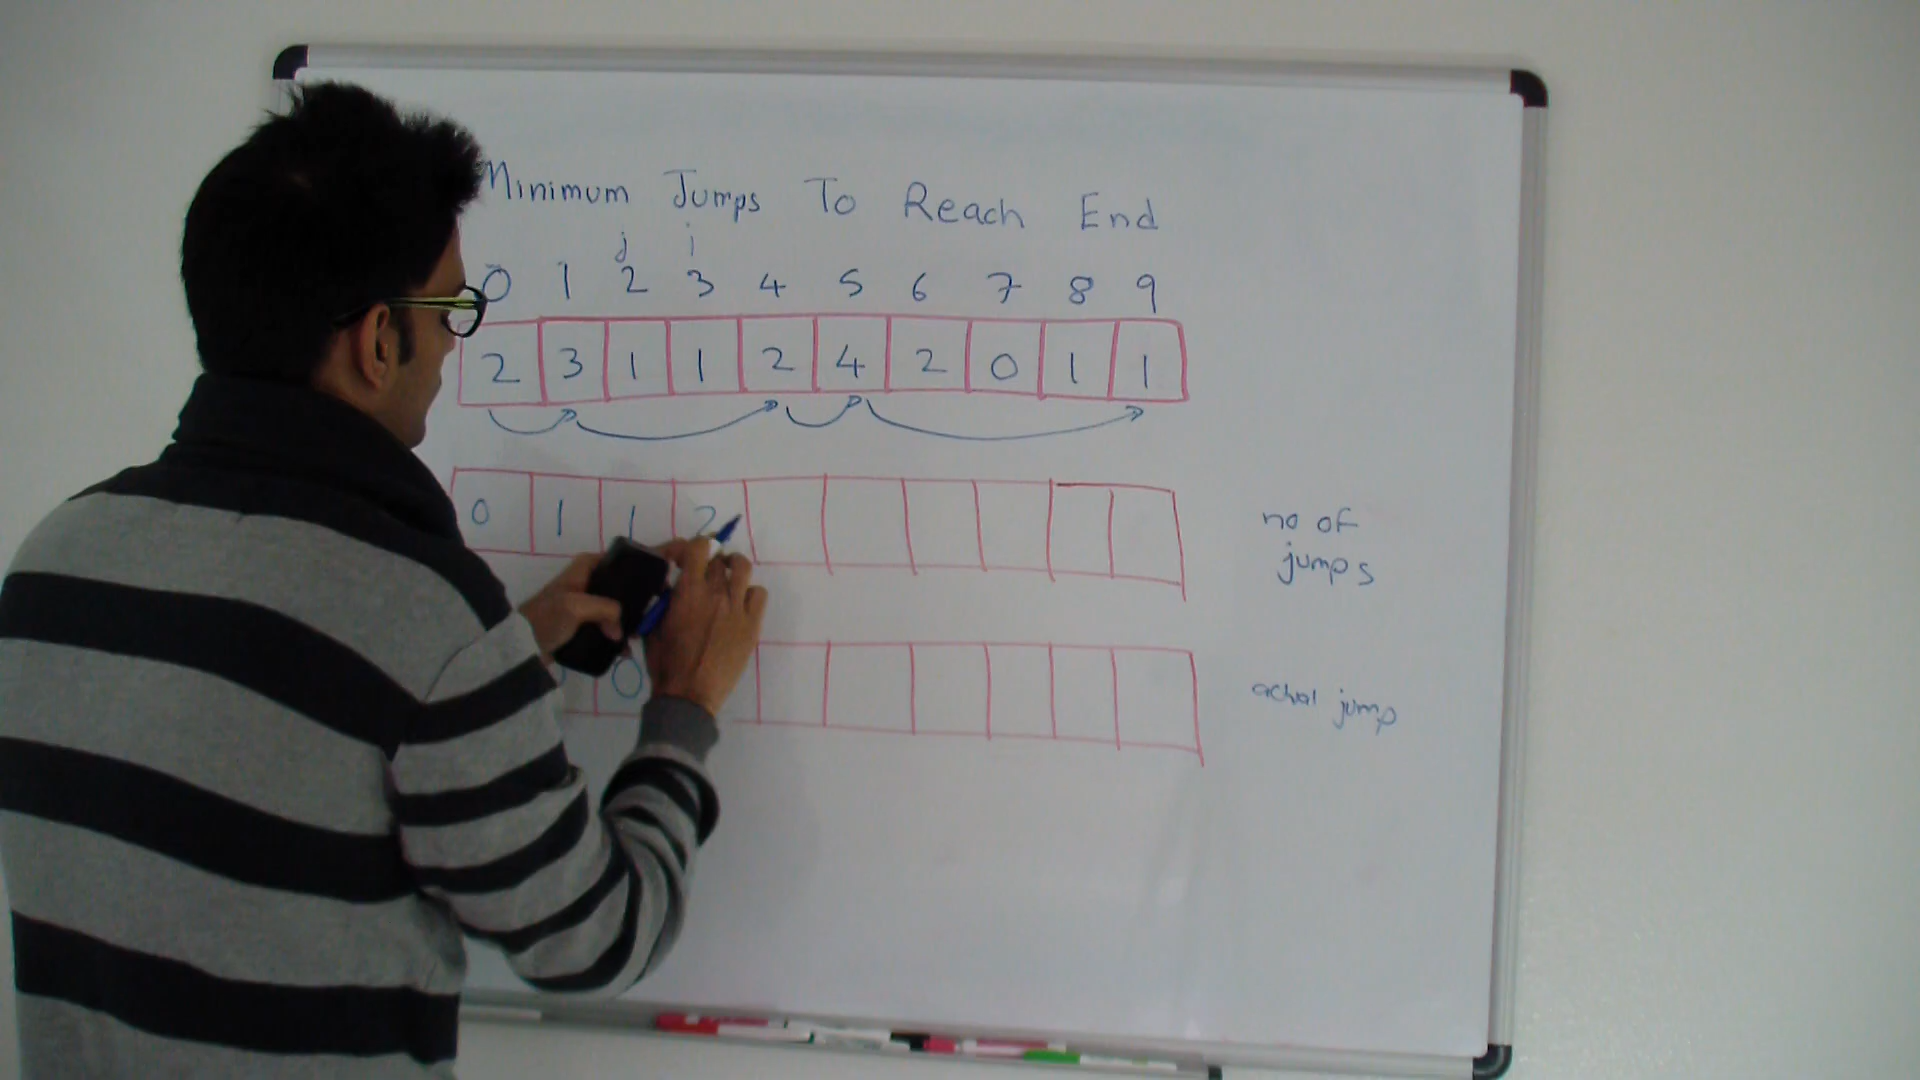 Minimum Jumps To Reach End
j i
0 1 2 3 4 5 6 7 8 9
2 3 1 1 2 4 2 0 1 1
0 1 1 2
no of
jumps
0
actual jump